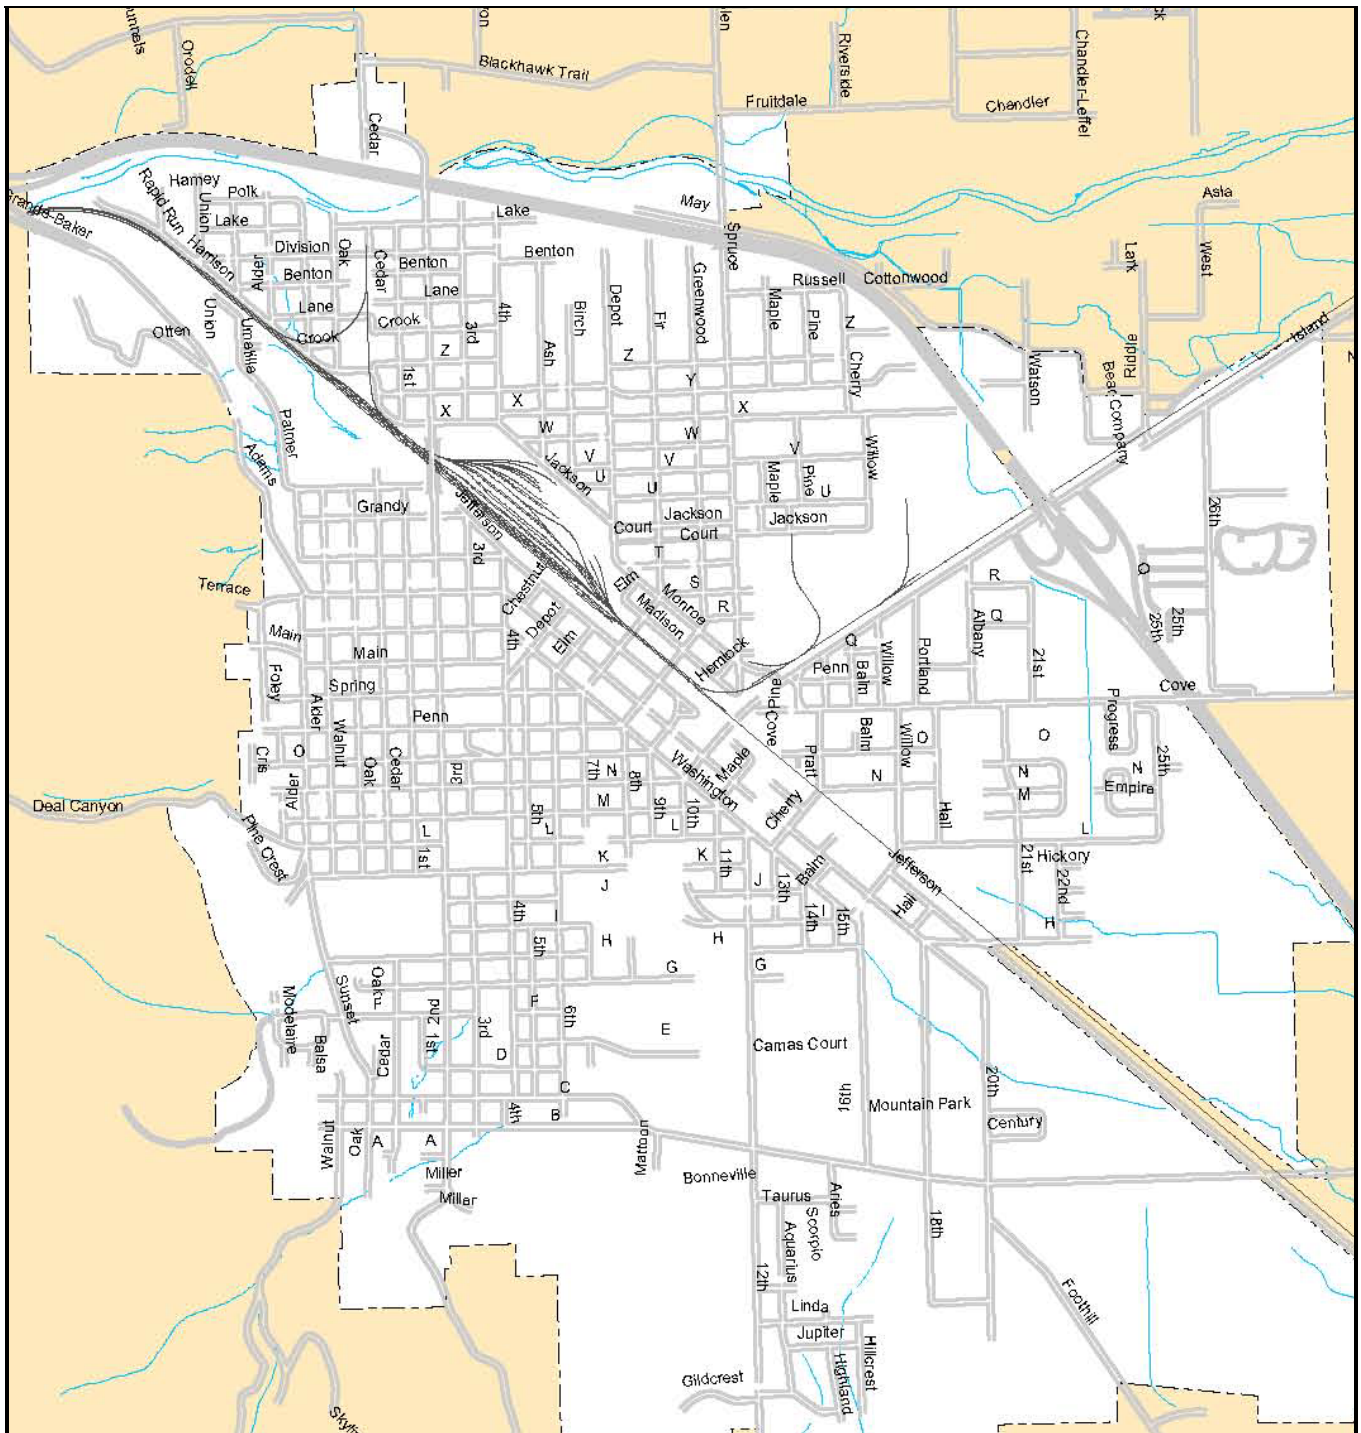 Orodell
Blackhawk Trail
Riverside
Chandler-Leffel
Fruitdale
Chandler
Cedar
Harney
Polk
Rapid Run
Union
Lake
Lake
May
Asla
Harrison
Division
Oak
Cedar
Benton
Benton
Spruce
Lark
West
Alder
Benton
Lane
Lane
4th
Birch
Depot
Fir
Greenwood
Russell
Cottonwood
Maple
Pine
Z
Union
Otten
Umatilla
Crook
Crook
3rd
Z
1st
Ash
Z
Y
Cherry
Watson
Riddle
Island
X
X
X
Company
Palmer
Adams
W
W
V
V
V
Willow
Jackson
U
U
Maple
Pine
U
Grandy
Jefferson
Court
Jackson
Court
Jackson
26th
3rd
T
Terrace
Chestnut
Elm
S
Monroe
Madison
R
R
Q
Depot
Elm
4th
Main
Main
Hemlock
Q
Albany
Q
25th
25th
Foley
Spring
Penn
Balm
Willow
Portland
21st
Cove
Alder
Penn
Pine
Cove
Progress
Cris
O
Walnut
Oak
Cedar
3rd
7th
N
8th
Washington
Maple
Pratt
Balm
Willow
O
O
N
N
N
25th
Deal Canyon
Alder
5th
M
9th
10th
Cherry
Hall
M
Empire
Pine Crest
L
L
L
L
1st
K
K
11th
Jefferson
21st
Hickory
J
J
13th
Balm
22nd
4th
I
14th
15th
Hall
H
5th
H
H
G
G
Modelaire
Sunset
Balsa
Cedar
2nd
1st
3rd
F
6th
E
D
Camas Court
C
B
4th
16th
Mountain Park
20th
Century
Walnut
Oak
A
A
Watson
Miller
Miller
Bonneville
Taurus
Aries
Scorpio
Aquarius
18th
12th
Linda
Jupiter
Foothill
Gildcrest
Highland
Hillcrest